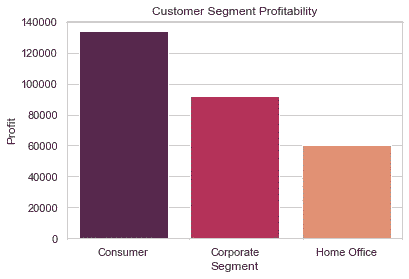 Customer Segment Profitability
140000
120000
100000
80000
60000
40000
20000
0
Profit
Consumer Corporate Home Office
Segment